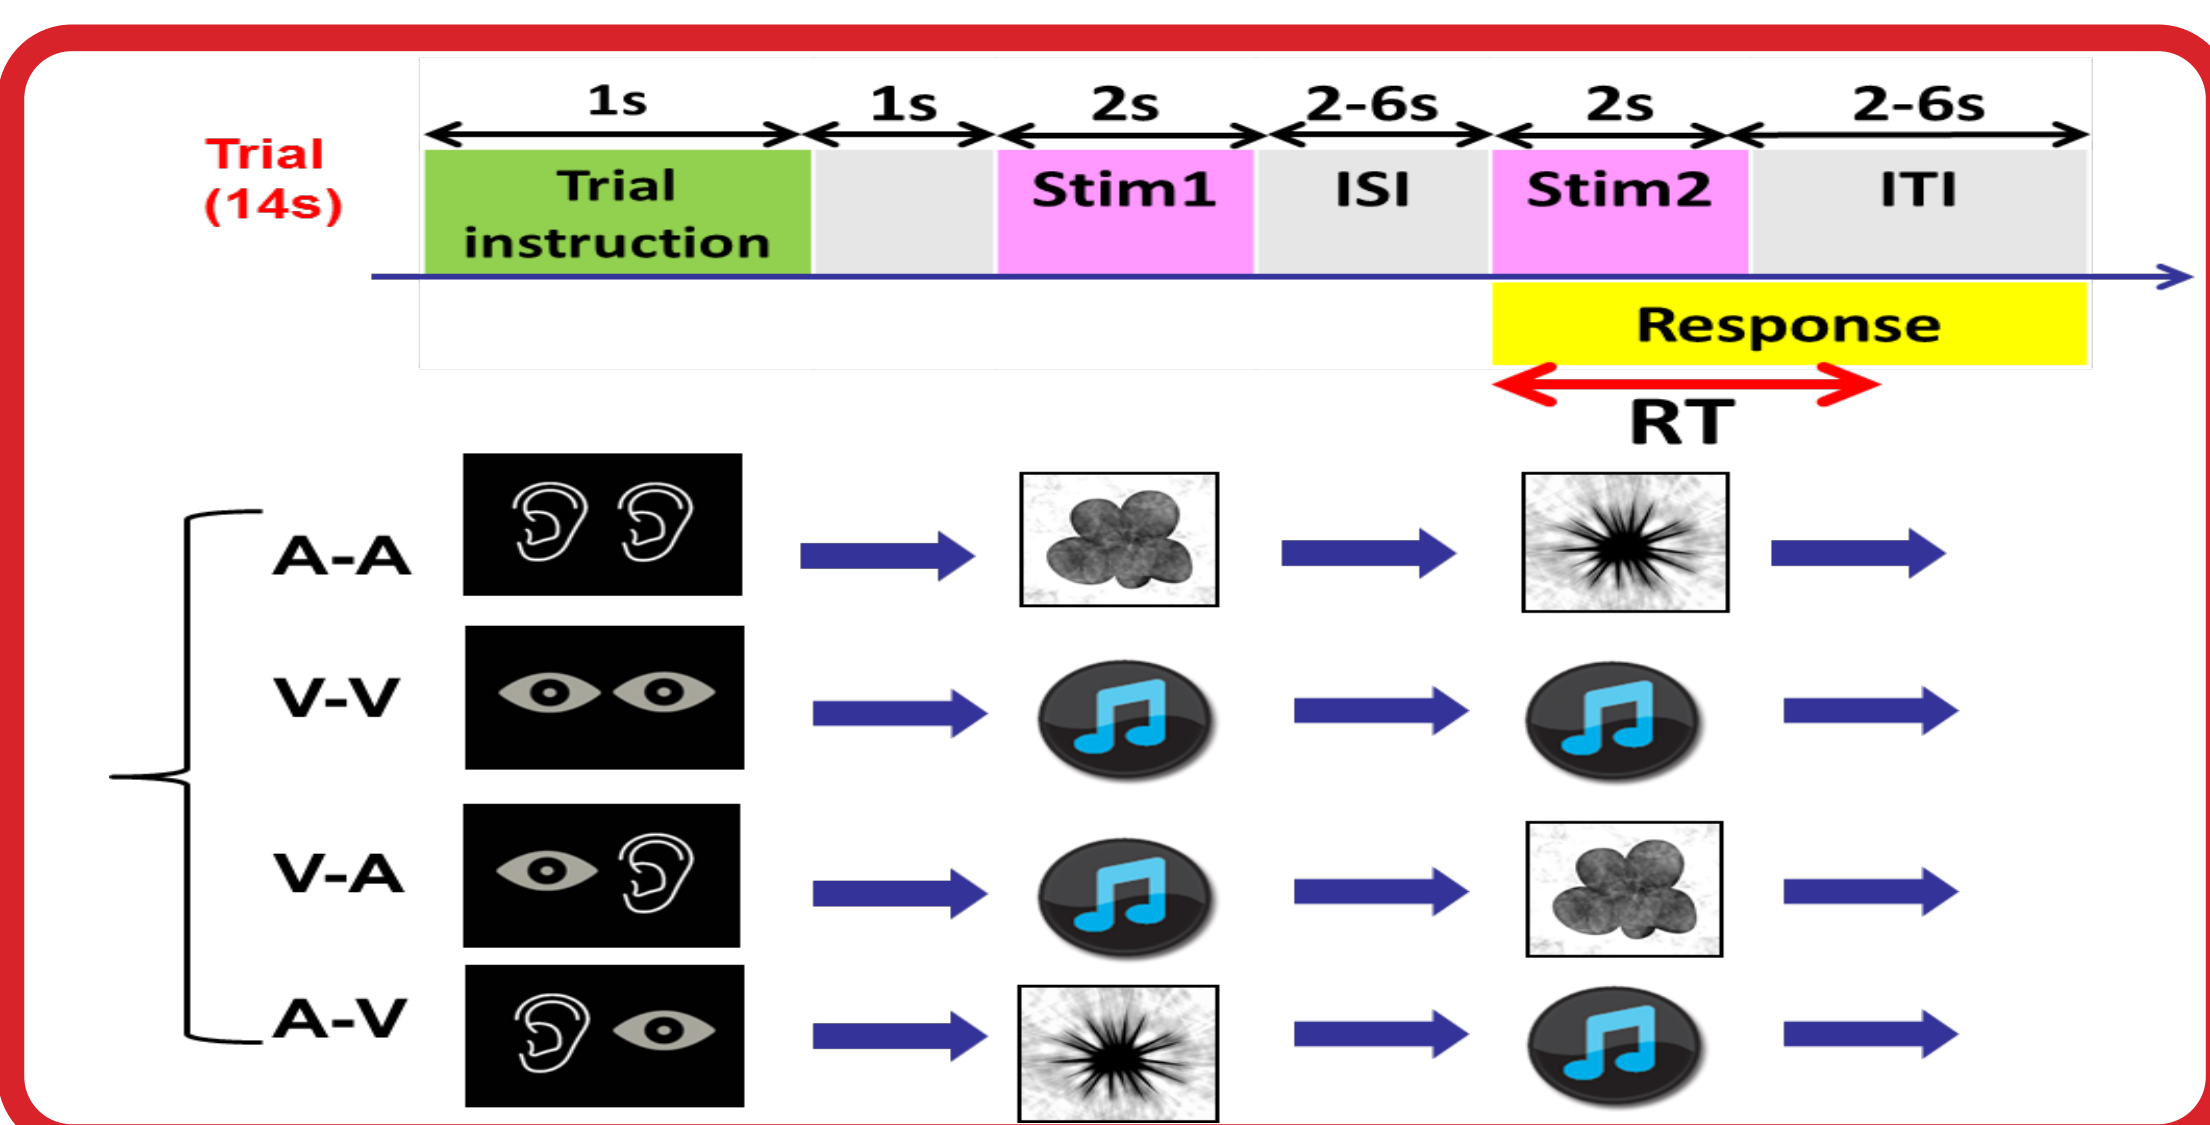 1s 1s 2s 2-6s 2s 2-6s
Trial
(14s)
Trial
instruction
Stim1
ISI
Stim2
ITI
Response
RT
A-A
V-V
V-A
A-V